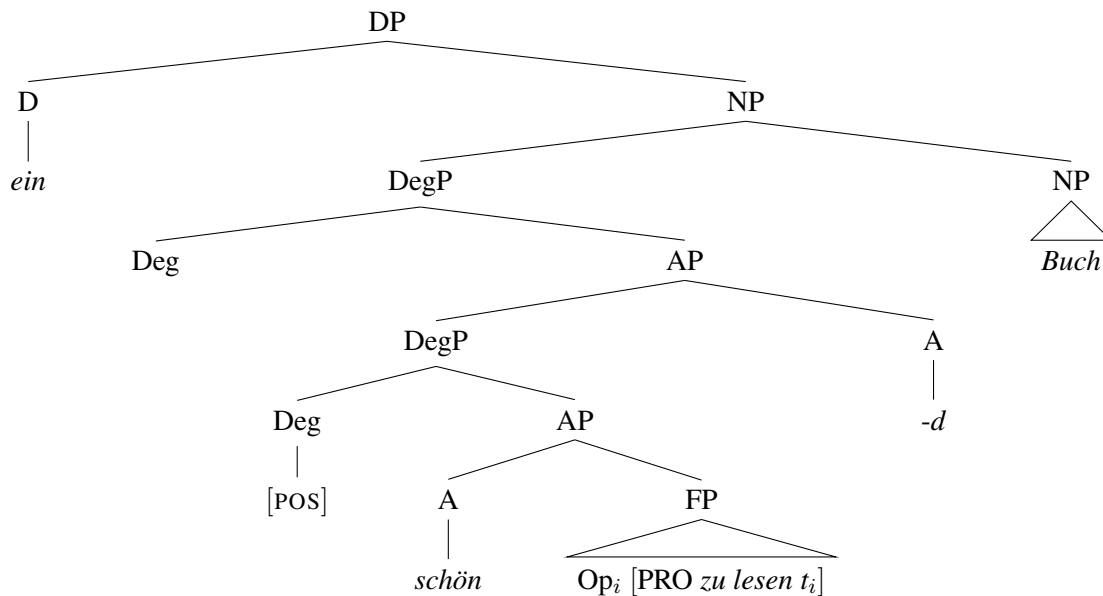 DP
D NP
ein DegP NP
Deg AP Buch
DegP A
Deg AP -d
[POS] A FP
schön Opi [PRO zu lesen ti]